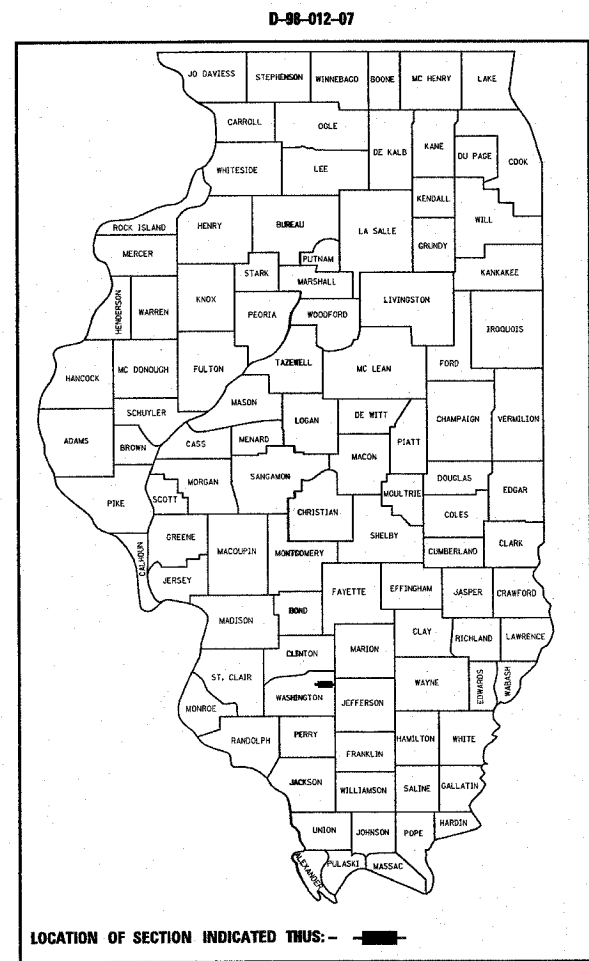 D-98-012-07
JO DAVIESS STEPHENSON WINNEBAGO BOONE MC HENRY LAKE
CARROLL OGLE DE KALB KANE DU PAGE COOK
WHITESIDE LEE
KENDALL WILL
ROCK ISLAND HENRY BUREAU LA SALLE GRUNDY
MERCER PUTNAM KANKAKEE
STARK MARSHALL
HENDERSON WARREN KNOX PEORIA WOODFORD LIVINGSTON IROQUOIS
HANCOCK MC DONOUGH FULTON TAZEWELL MC LEAN FORD
SCHUYLER MASON LOGAN DE WITT CHAMPAIGN VERMILION
ADAMS BROWN CASS MENARD MACON PIATT
PIKE SCOTT MORGAN SANGAMON CHRISTIAN MOULTRIE DOUGLAS EDGAR
COLES
CALHOUN GREENE MACOUPIN MONTGOMERY SHELBY CUMBERLAND CLARK
JERSEY FAYETTE EFFINGHAM JASPER CRAWFORD
MADISON BOND CLAY RICHLAND LAWRENCE
CLINTON MARION
ST. CLAIR WASHINGTON JEFFERSON WAYNE EDWARDS WABASH
MONROE
RANDOLPH PERRY FRANKLIN HAMILTON WHITE
JACKSON WILLIAMSON SALINE GALLATIN
UNION JOHNSON POPE HARDIN
ALEXANDER PULASKI MASSAC
LOCATION OF SECTION INDICATED THUS: -